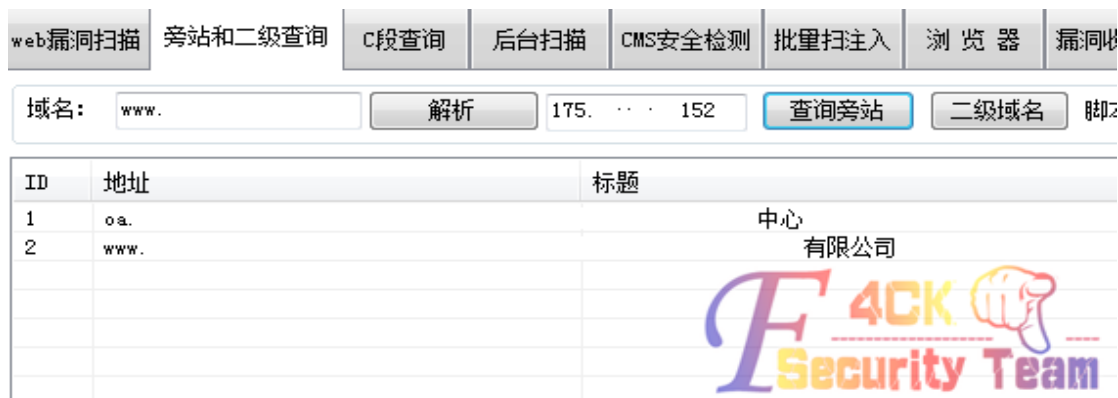 web漏洞扫描 旁站和二级查询 C段查询 后台扫描 CMS安全检测 批量扫注入 浏 览 器 漏洞
域名: www. 解析 175. · · · 152 查询旁站 二级域名
ID 地址 标题
1 oa. 中心
2 www. 有限公司
F4CK
Security Team